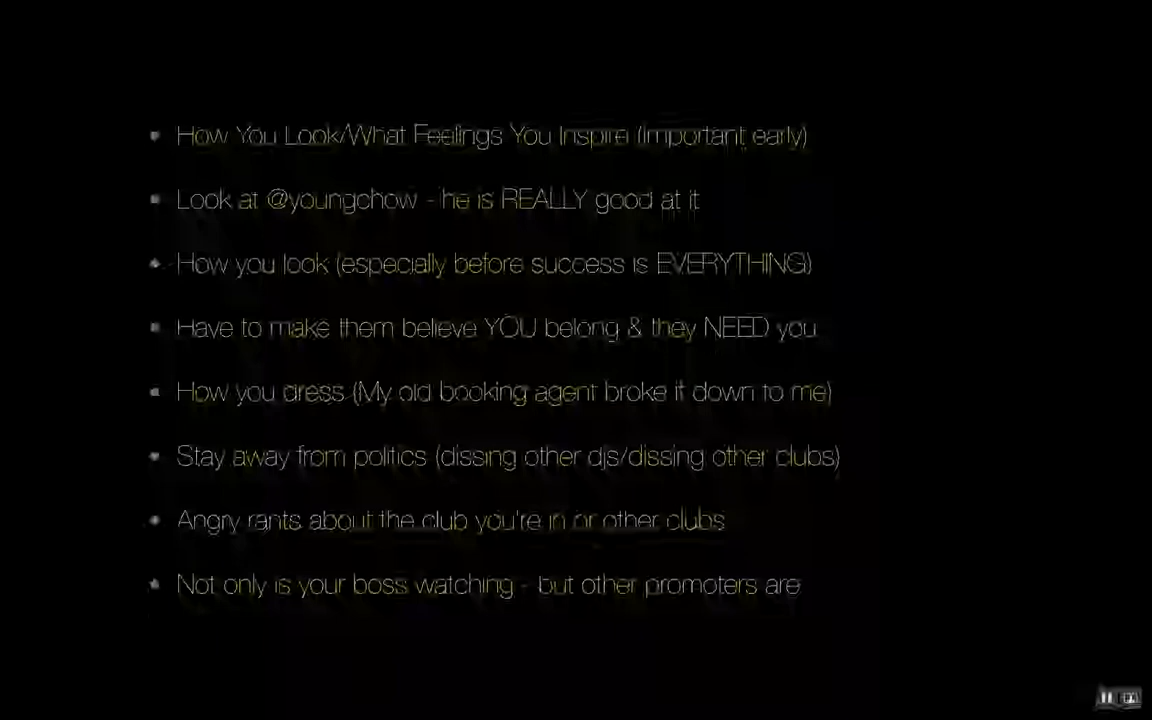 How You Look/What Feelings You Inspire (important early)
Look at @youngchow - he is REALLY good at it
How you look (especially before success is EVERYTHING)
Have to make them believe YOU belong & they NEED you
How you dress (My old booking agent broke it down to me)
Stay away from politics (dissing other djs/dissing other clubs)
Angry rants about the club you're in or other clubs
Not only is your boss watching - but other promoters are